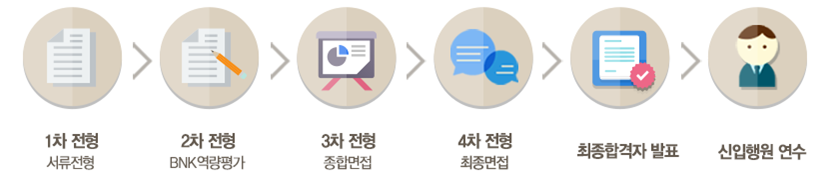 1차 전형
서류전형
2차 전형
BNK역량평가
3차 전형
종합면접
4차 전형
최종면접
최종합격자 발표
신입행원 연수